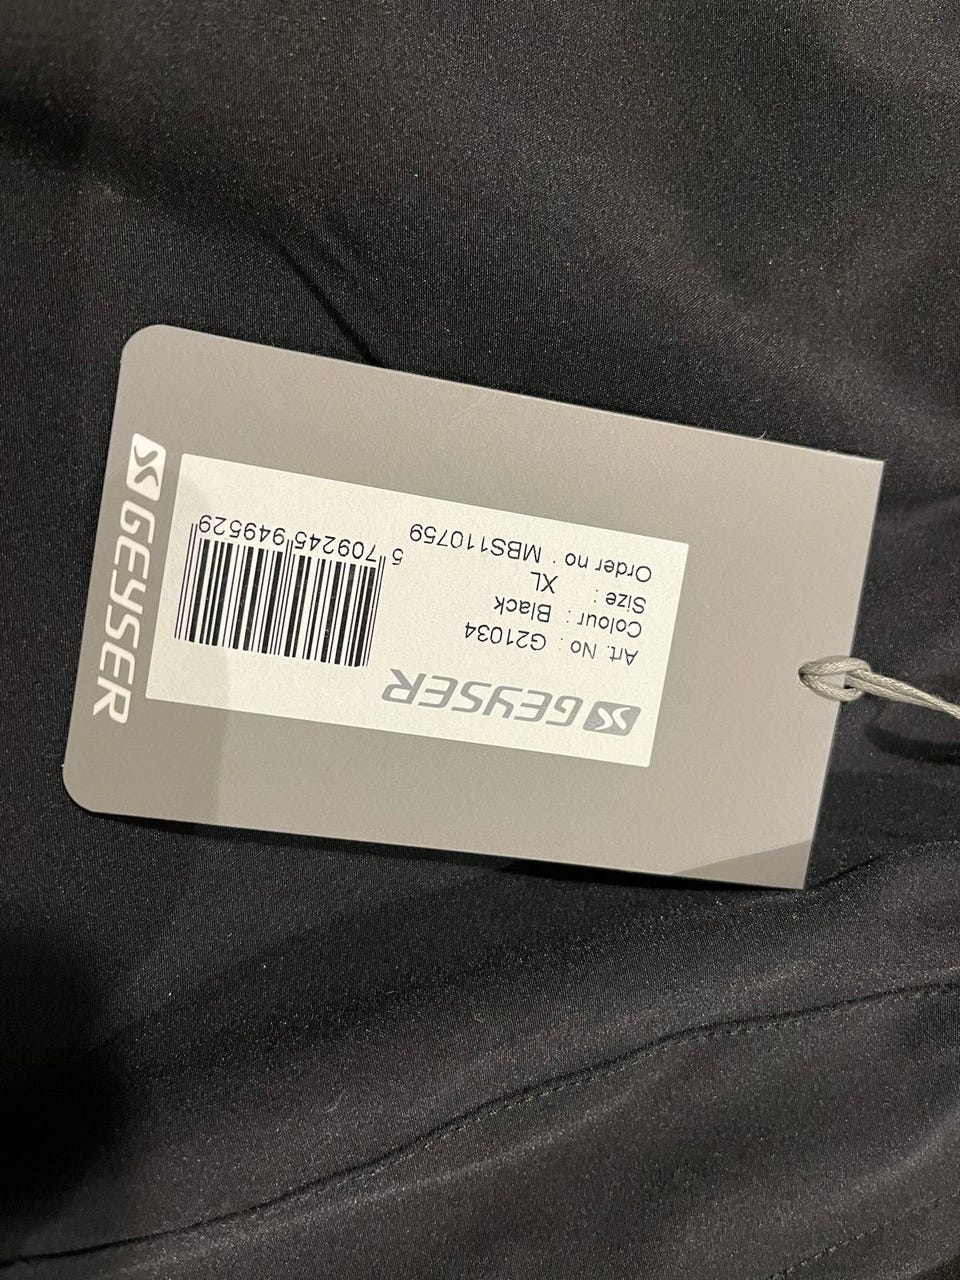 GEYSER
Art. No : G21034
Colour : Black
Size : XL
Order no : MBS110759
5 709245 949529
GEYSER